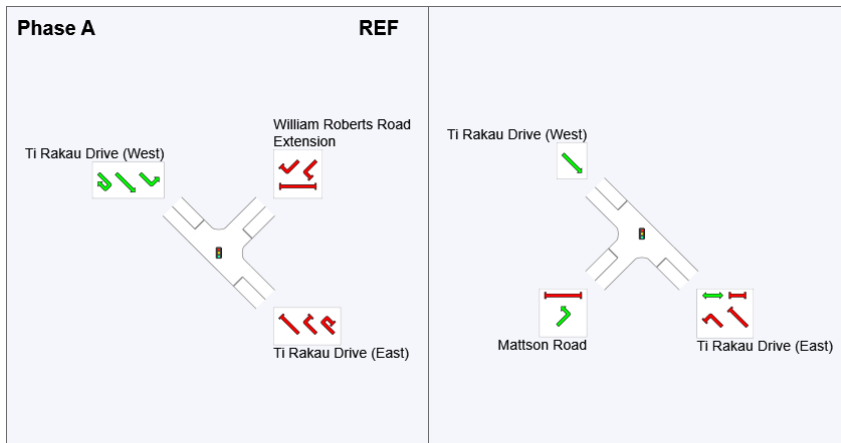 Phase A
REF
William Roberts Road
Extension
Ti Rakau Drive (West)
Ti Rakau Drive (East)
Ti Rakau Drive (West)
Mattson Road
Ti Rakau Drive (East)